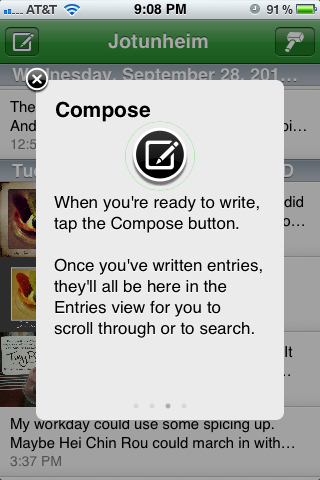 AT&T 9:08 PM 91%
Jotunheim
Wednesday, September 28, 201...
The
And
12:5
Compose
When you're ready to write,
tap the Compose button.
Once you've written entries,
they'll all be here in the
Entries view for you to
scroll through or to search.
Tue
D
did
It
My workday could use some spicing up.
Maybe Hei Chin Rou could march in with...
3:37 PM